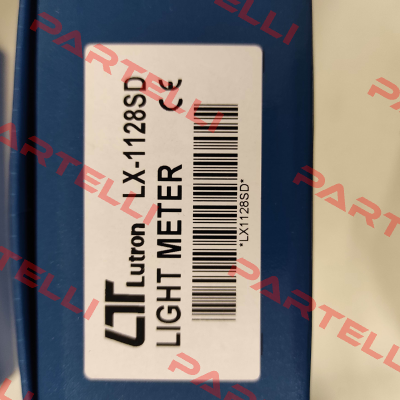 Lutron LX-1128SD
LIGHT METER CE
*LX1128SD*
PARTELLI
PARTELLI
PARTELLI
PARTELLI
PARTELLI